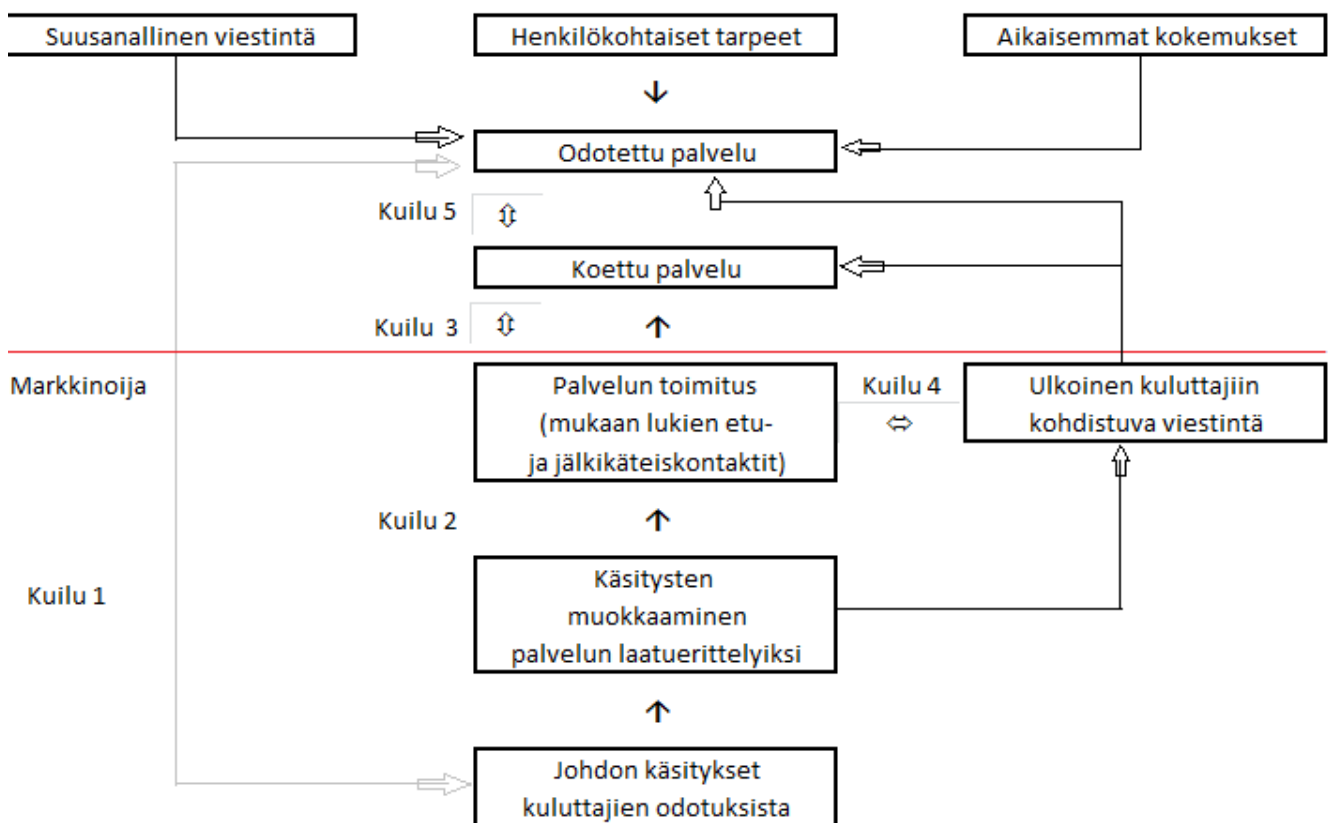 Suusanallinen viestintä
Henkilökohtaiset tarpeet
Aikaisemmat kokemukset
Odotettu palvelu
Kuilu 5
Koettu palvelu
Kuilu 3
Markkinoija
Palvelun toimitus
(mukaan lukien etu-
ja jälkikäteiskontaktit)
Kuilu 4
Ulkoinen kuluttajiin
kohdistuva viestintä
Kuilu 2
Kuilu 1
Käsitysten
muokkaaminen
palvelun laatuerittelyiksi
Johdon käsitykset
kuluttajien odotuksista